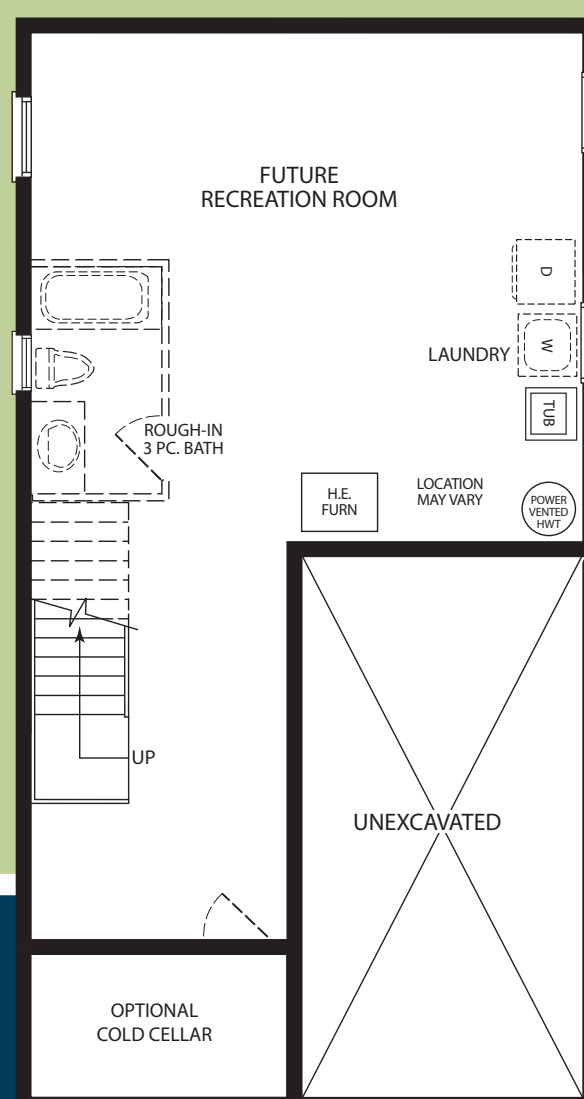 FUTURE
RECREATION ROOM
D
LAUNDRY
W
TUB
ROUGH-IN
3 PC. BATH
H.E.
FURN
LOCATION
MAY VARY
POWER
VENTED
HWT
UP
UNEXCAVATED
OPTIONAL
COLD CELLAR